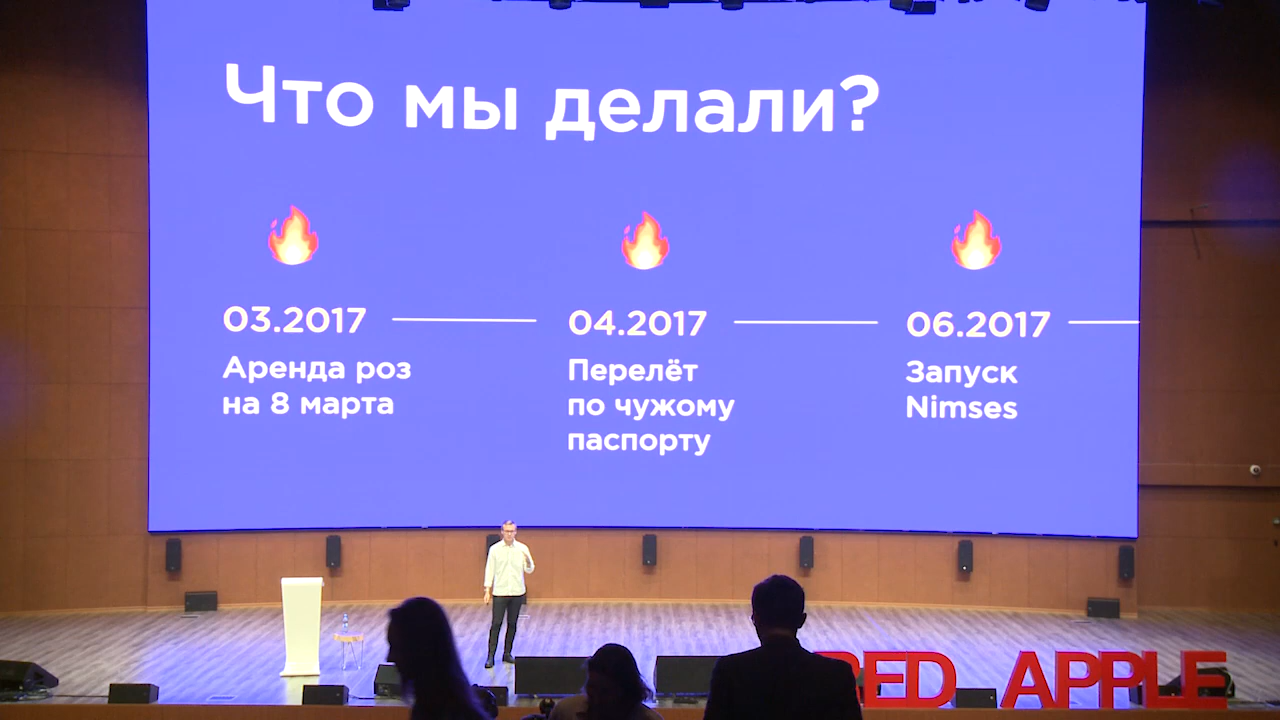 Что мы делали?
03.2017
Аренда роз
на 8 марта
04.2017
Перелёт
по чужому
паспорту
06.2017
Запуск
Nimses
RED APPLE